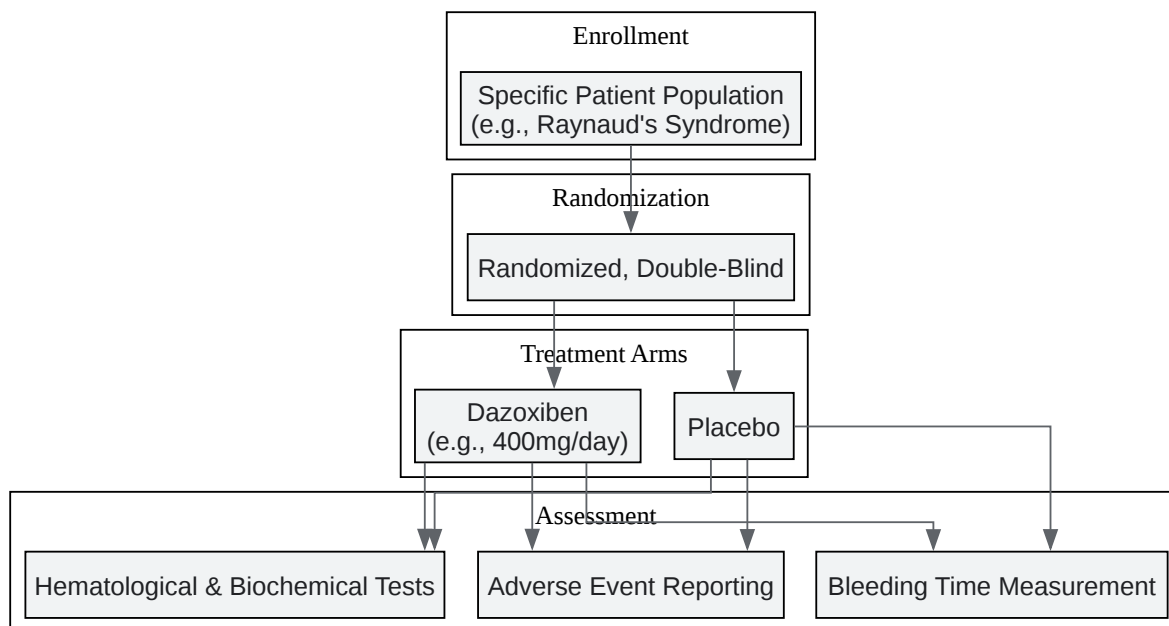 Enrollment
Specific Patient Population
(e.g., Raynaud's Syndrome)
Randomization
Randomized, Double-Blind
Treatment Arms
Dazoxiben
(e.g., 400mg/day)
Placebo
Assessment
Hematological & Biochemical Tests
Adverse Event Reporting
Bleeding Time Measurement